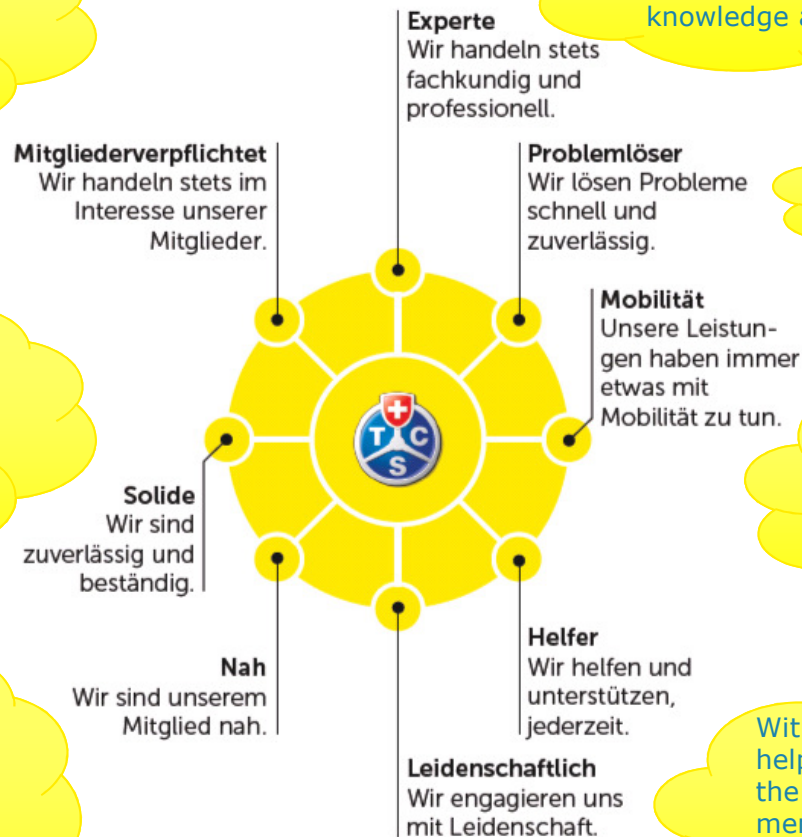 knowledge a
Experte
Wir handeln stets
fachkundig und
professionell.
Mitgliederverpflichtet
Wir handeln stets im
Interesse unserer
Mitglieder.
Problemlöser
Wir lösen Probleme
schnell und
zuverlässig.
Mobilität
Unsere Leistun-
gen haben immer
etwas mit
Mobilität zu tun.
T C
S
Solide
Wir sind
zuverlässig und
beständig.
Nah
Wir sind unserem
Mitglied nah.
Helfer
Wir helfen und
unterstützen,
jederzeit.
Leidenschaftlich
Wir engagieren uns
mit Leidenschaft.
Wit
help
the
mer